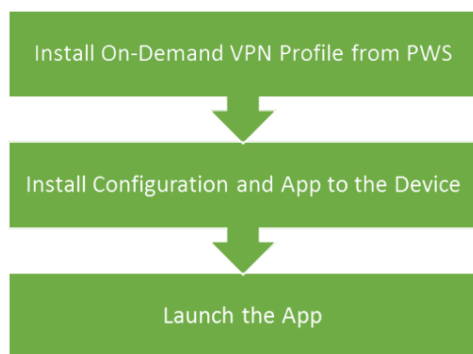 Install On-Demand VPN Profile from PWS
Install Configuration and App to the Device
Launch the App